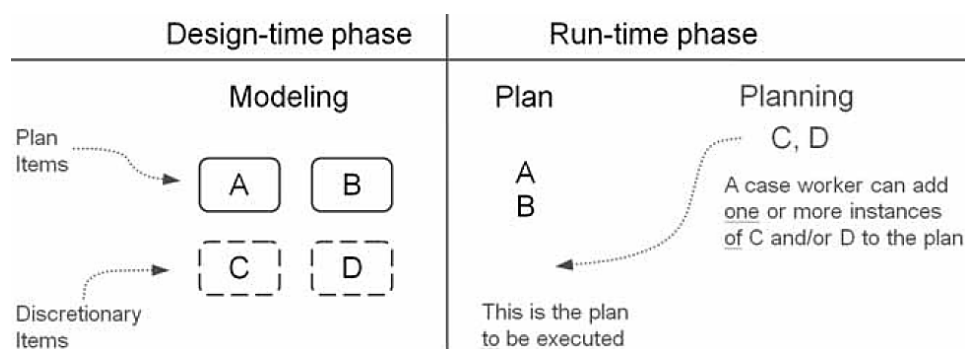 Design-time phase
Run-time phase
Modeling
Plan
Planning
Plan
Items
A
B
C
D
Discretionary
Items
A
B
This is the plan
to be executed
C, D
A case worker can add
one or more instances
of C and/or D to the plan